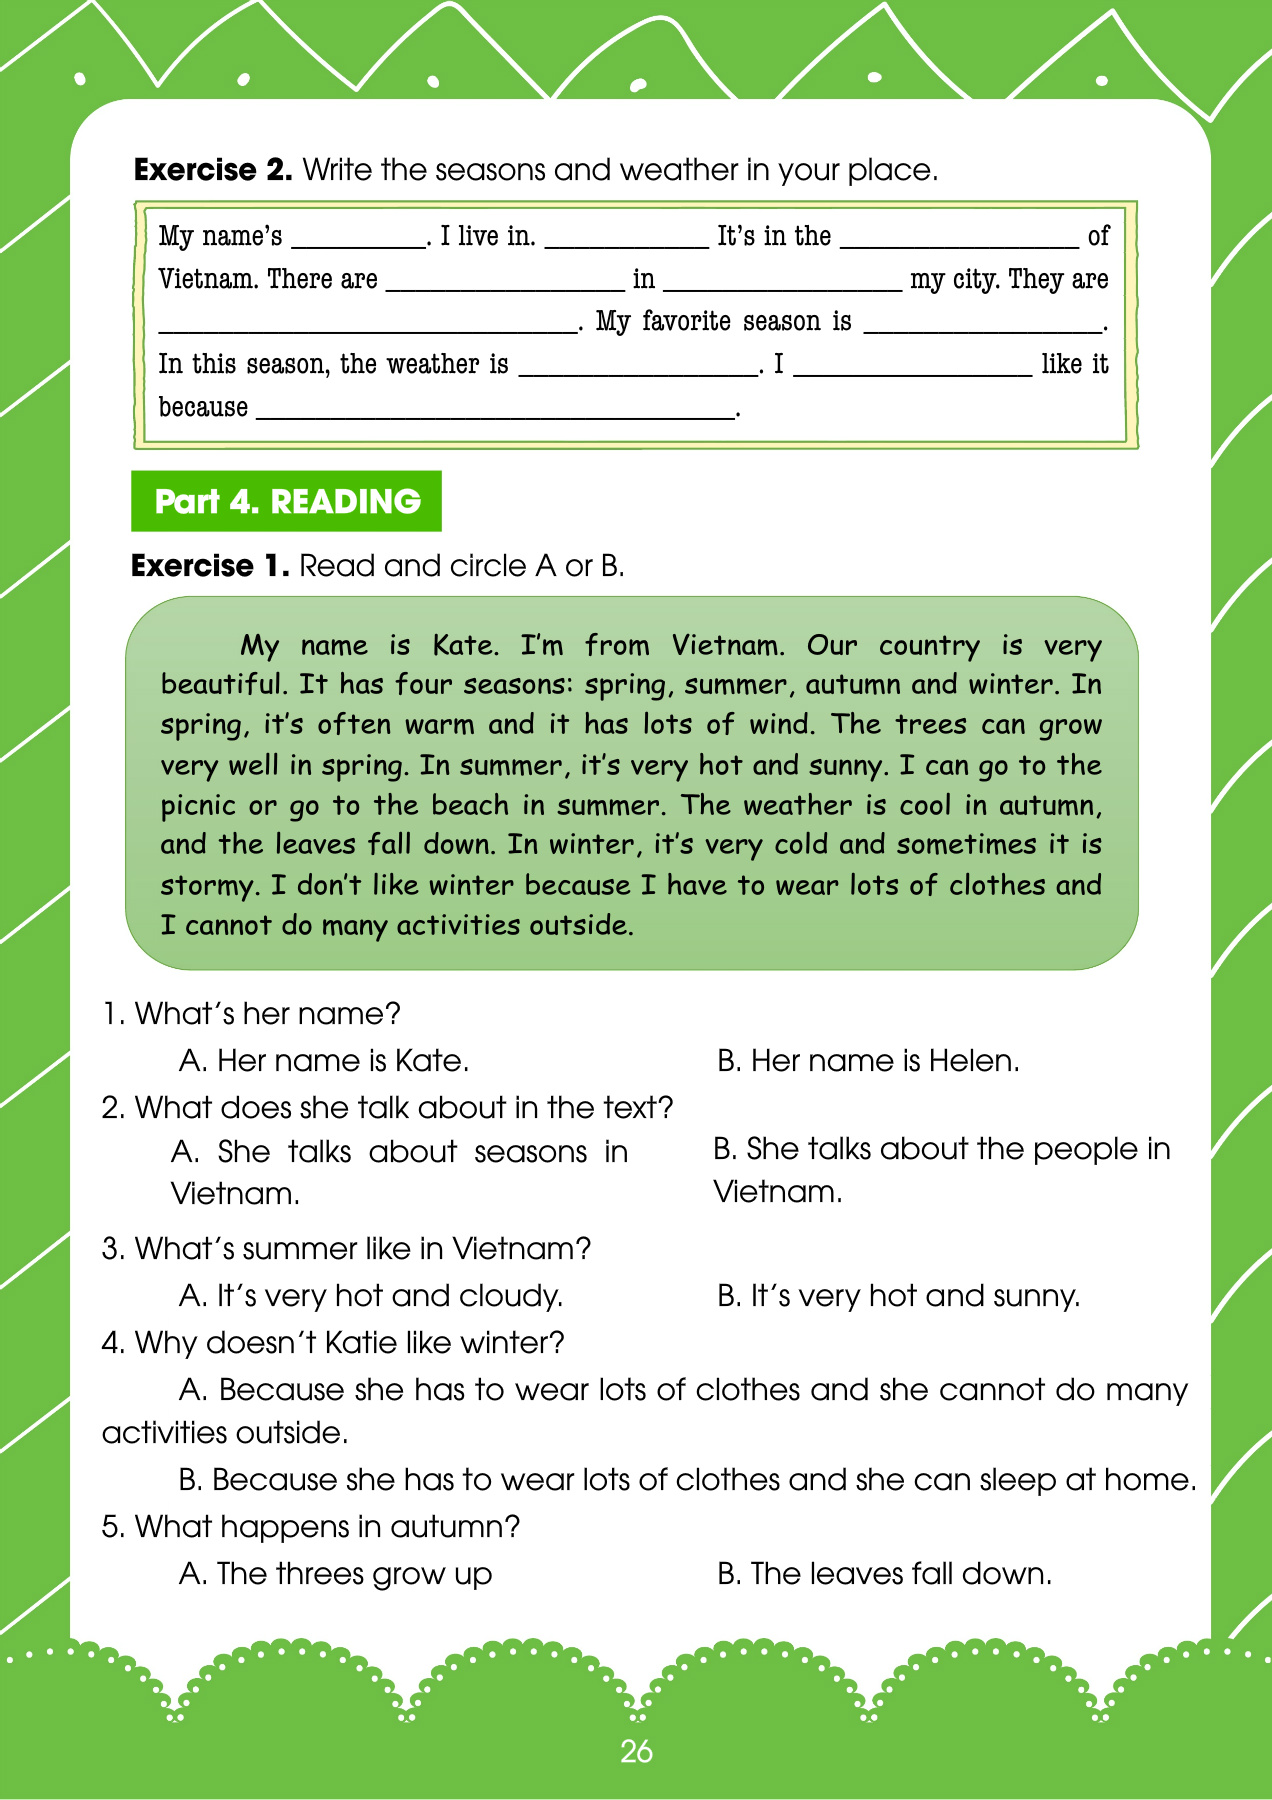 Exercise 2. Write the seasons and weather in your place.
My name's _________. I live in. ___________ It's in the ________________ of
Vietnam. There are ________________ in ________________ my city. They are
____________________________. My favorite season is ________________.
In this season, the weather is ________________. I ________________ like it
because ________________________________.
Part 4. READING
Exercise 1. Read and circle A or B.
My name is Kate. I'm from Vietnam. Our country is very
beautiful. It has four seasons: spring, summer, autumn and winter. In
spring, it's often warm and it has lots of wind. The trees can grow
very well in spring. In summer, it's very hot and sunny. I can go to the
picnic or go to the beach in summer. The weather is cool in autumn,
and the leaves fall down. In winter, it's very cold and sometimes it is
stormy. I don't like winter because I have to wear lots of clothes and
I cannot do many activities outside.
1. What's her name?
A. Her name is Kate. B. Her name is Helen.
2. What does she talk about in the text?
A. She talks about seasons in
Vietnam.
B. She talks about the people in
Vietnam.
3. What's summer like in Vietnam?
A. It's very hot and cloudy. B. It's very hot and sunny.
4. Why doesn't Katie like winter?
A. Because she has to wear lots of clothes and she cannot do many
activities outside.
B. Because she has to wear lots of clothes and she can sleep at home.
5. What happens in autumn?
A. The threes grow up B. The leaves fall down.
26